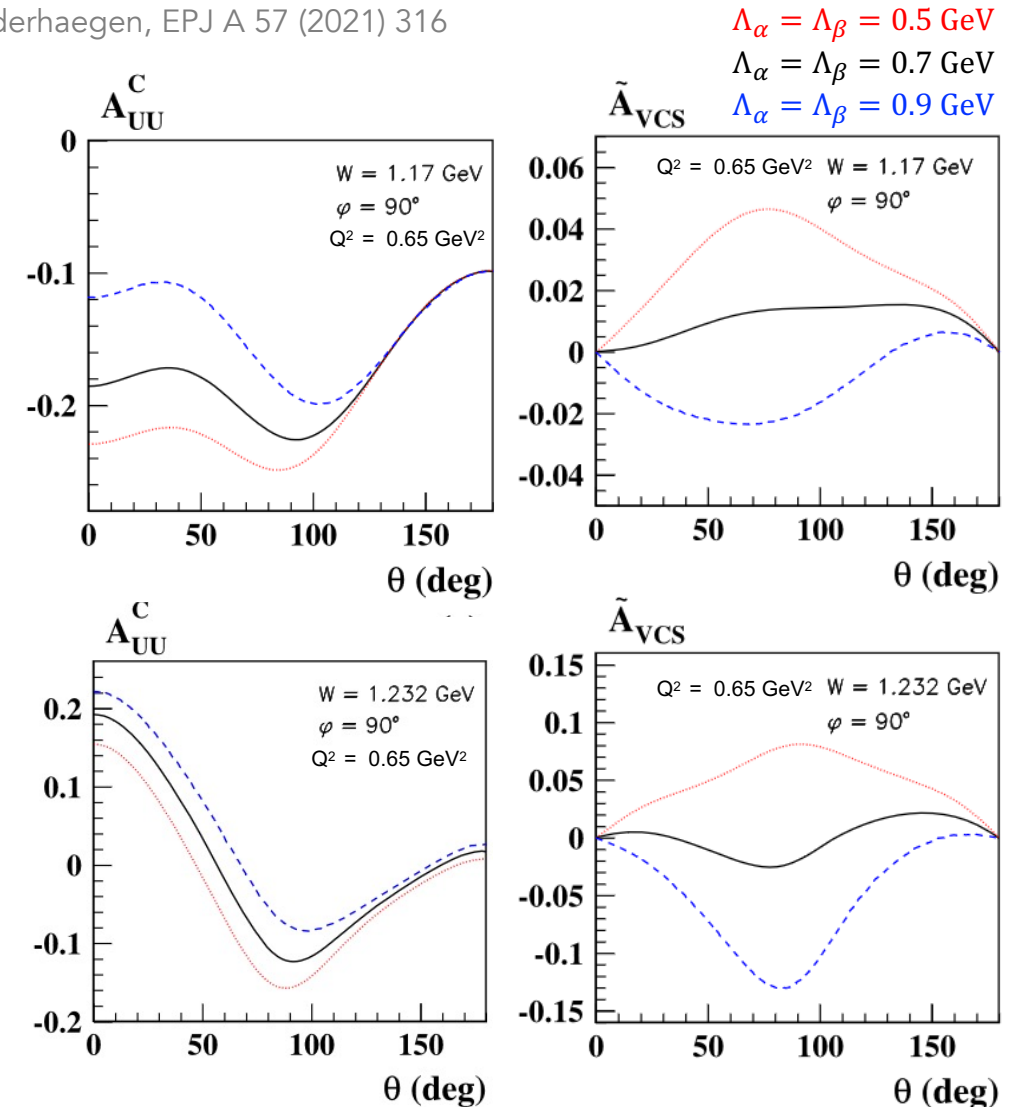 derhaegen, EPJ A 57 (2021) 316
Λα = Λβ = 0.5 GeV
Λα = Λβ = 0.7 GeV
Λα = Λβ = 0.9 GeV
A_UU^C
W = 1.17 GeV
φ = 90°
Q² = 0.65 GeV²
0
-0.1
-0.2
0 50 100 150
θ (deg)
Ã_VCS
Q² = 0.65 GeV² W = 1.17 GeV
φ = 90°
0.06
0.04
0.02
0
-0.02
-0.04
0 50 100 150
θ (deg)
A_UU^C
W = 1.232 GeV
φ = 90°
Q² = 0.65 GeV²
0.2
0.1
0
-0.1
-0.2
0 50 100 150
θ (deg)
Ã_VCS
Q² = 0.65 GeV² W = 1.232 GeV
φ = 90°
0.15
0.1
0.05
0
-0.05
-0.1
-0.15
0 50 100 150
θ (deg)